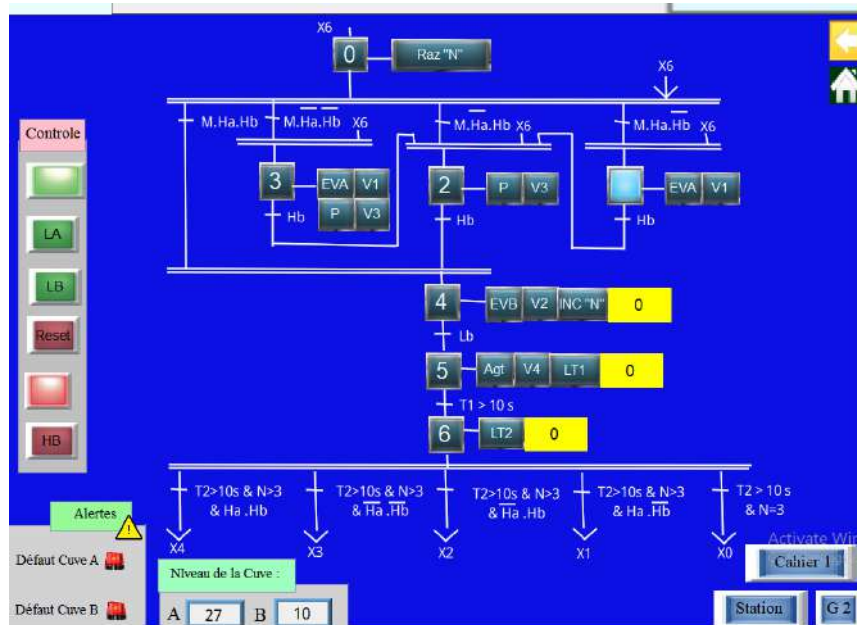 X6
0
Raz "N"
X6
M.Ha.Hb
M.Ha.Hb
X6
M.Ha.Hb
X6
M.Ha.Hb
X6
Controle
LA
LB
Reset
HB
3
EVA V1
P V3
2
P V3
EVA V1
Hb
Hb
Hb
4
EVB V2 INC "N" 0
Lb
5
Agt V4 LT1 0
T1 > 10 s
6
LT2 0
T2>10s & N>3
& Ha .Hb
T2>10s & N>3
& Ha .Hb
T2>10s & N>3
& Ha .Hb
T2>10s & N>3
& Ha .Hb
T2 > 10 s
& N=3
X4
X3
X2
X1
X0
Alertes
Défaut Cuve A
Défaut Cuve B
NIveau de la Cuve :
A 27 B 10
Activate Win
Cahier 1
Station
G 2